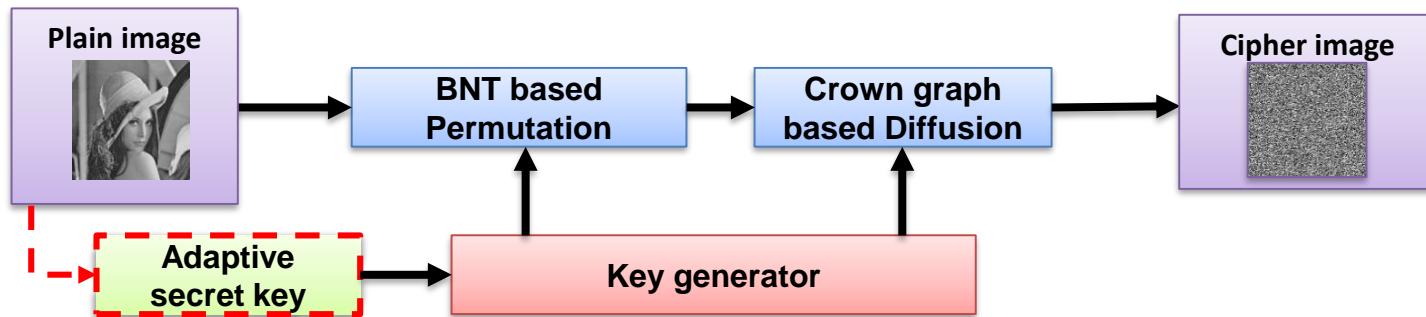 Plain image
BNT based
Permutation
Crown graph
based Diffusion
Cipher image
Adaptive
secret key
Key generator